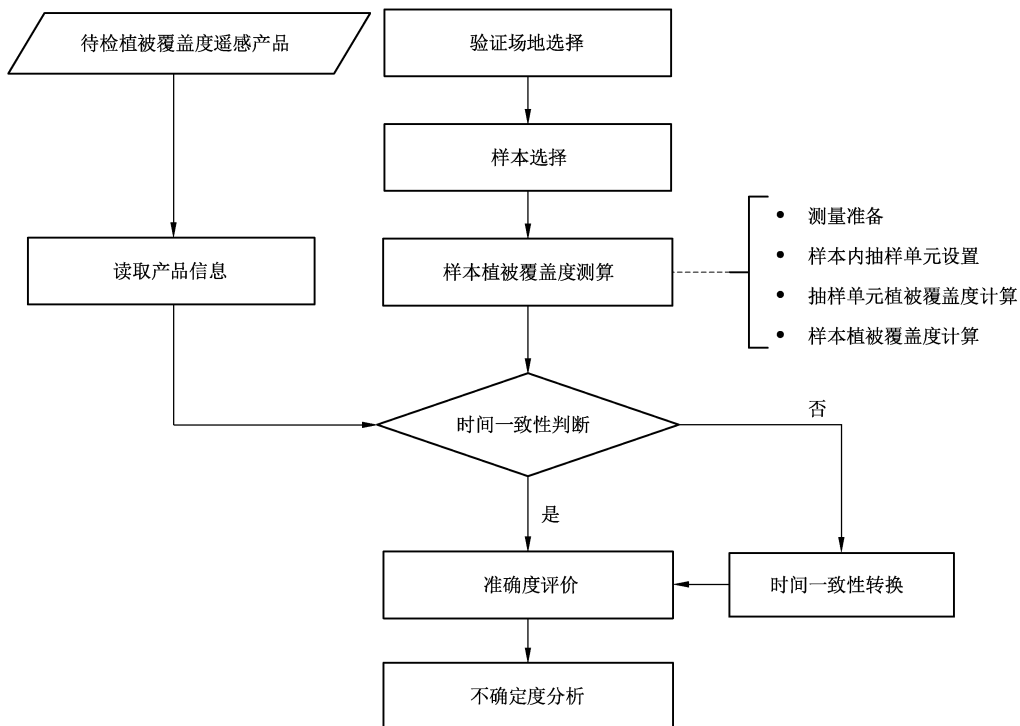 待检植被覆盖度遥感产品
验证场地选择
样本选择
读取产品信息
样本植被覆盖度测算
• 测量准备
• 样本内抽样单元设置
• 抽样单元植被覆盖度计算
• 样本植被覆盖度计算
时间一致性判断
否
是
准确度评价
时间一致性转换
不确定度分析